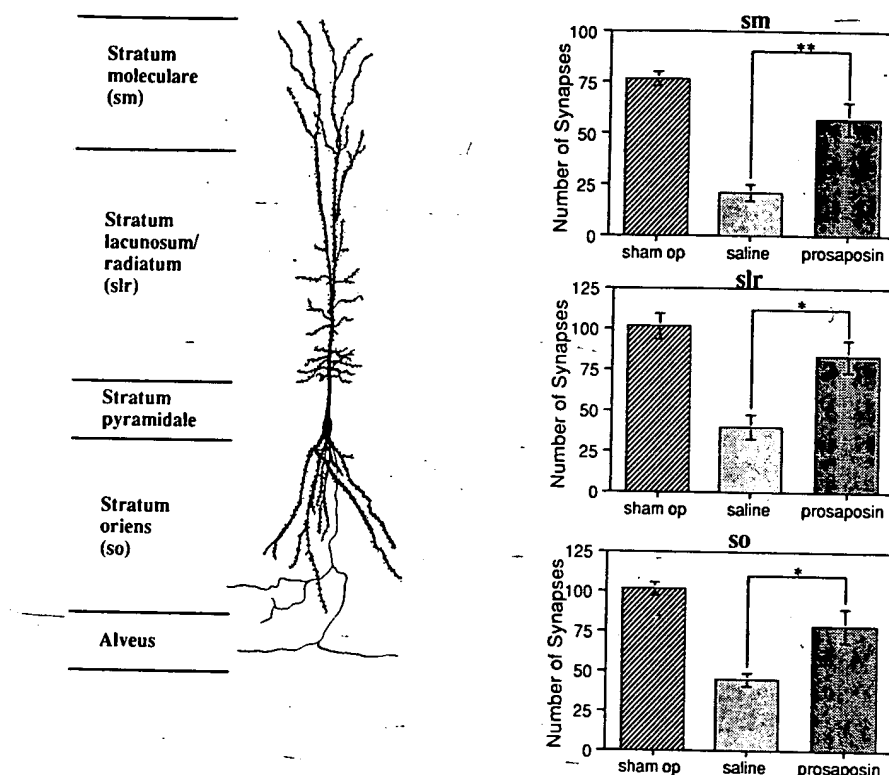 Stratum
moleculare
(sm)
Stratum
lacunosum/
radiatum
(slr)
Stratum
pyramidale
Stratum
oriens
(so)
Alveus
sm
Number of Synapses
100
75
50
25
0
**
sham op
saline
prosaposin
slr
Number of Synapses
125
100
75
50
25
0
*
sham op
saline
prosaposin
so
Number of Synapses
125
100
75
50
25
0
*
sham op
saline
prosaposin